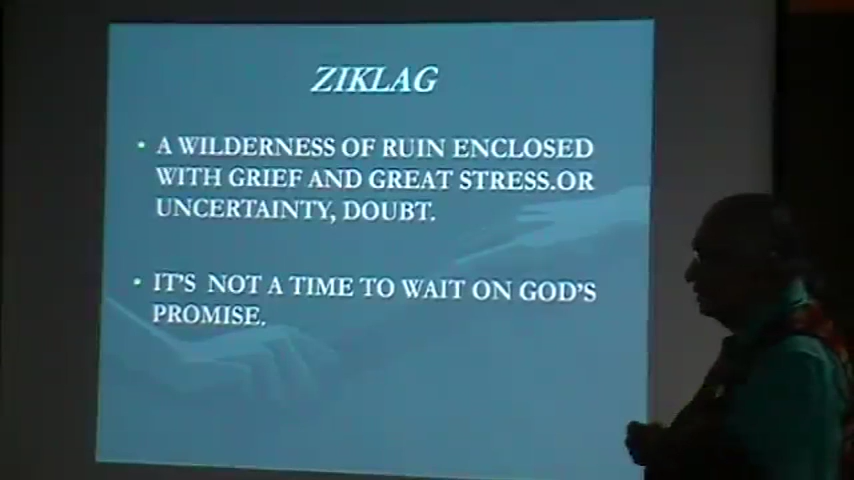 ZIKLAG
• A WILDERNESS OF RUIN ENCLOSED
WITH GRIEF AND GREAT STRESS.OR
UNCERTAINTY, DOUBT.
• IT'S NOT A TIME TO WAIT ON GOD'S
PROMISE.